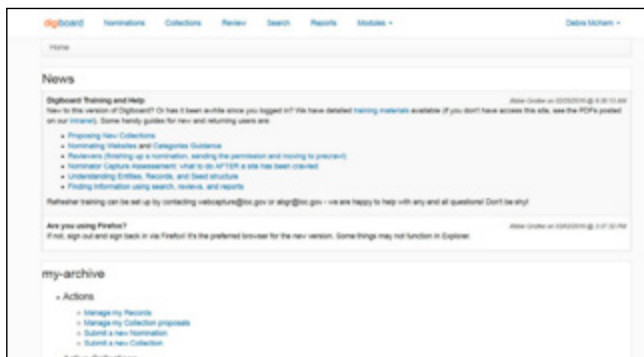 digiboard Nominations Collections Review Search Reports Modules Debra McKern
Home
News
Digiboard Training and Help
New to this version of Digiboard? Or has it been awhile since you logged in? We have detailed training materials available (if you don't have access this site, see the PDFs posted
on our intranet). Some handy guides for new and returning users are:
Proposing New Collections
Nominating Websites and Categories Guidance
Reviewers (finishing up a nomination, sending the permission and moving to precrawl)
Nominator Capture Assessement: what to do AFTER a site has been crawled
Understanding Entities, Records, and Seed structure
Finding Information using search, reviews, and reports
Refresher training can be set up by contacting webcapture@loc.gov or abgr@loc.gov - we are happy to help with any and all questions! Don't be shy!
Are you using Firefox?
If not, sign out and sign back in via Firefox! It's the preferred browser for the new version. Some things may not function in Explorer.
my-archive
Actions
Manage my Records
Manage my Collection proposals
Submit a new Nomination
Submit a new Collection